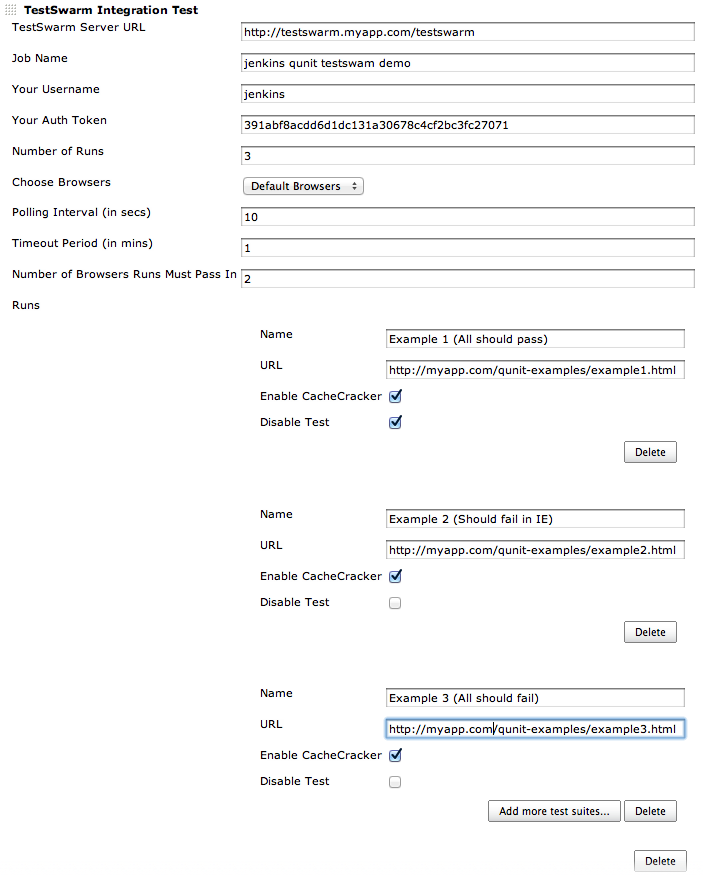 TestSwarm Integration Test
TestSwarm Server URL http://testswarm.myapp.com/testswarm
Job Name jenkins qunit testswam demo
Your Username jenkins
Your Auth Token 391abf8acdd6d1dc131a30678c4cf2bc3fc27071
Number of Runs 3
Choose Browsers Default Browsers
Polling Interval (in secs) 10
Timeout Period (in mins) 1
Number of Browsers Runs Must Pass In 2
Runs
Name Example 1 (All should pass)
URL http://myapp.com/qunit-examples/example1.html
Enable CacheCracker
Disable Test
Delete
Name Example 2 (Should fail in IE)
URL http://myapp.com/qunit-examples/example2.html
Enable CacheCracker
Disable Test
Delete
Name Example 3 (All should fail)
URL http://myapp.com/qunit-examples/example3.html
Enable CacheCracker
Disable Test
Add more test suites... Delete
Delete